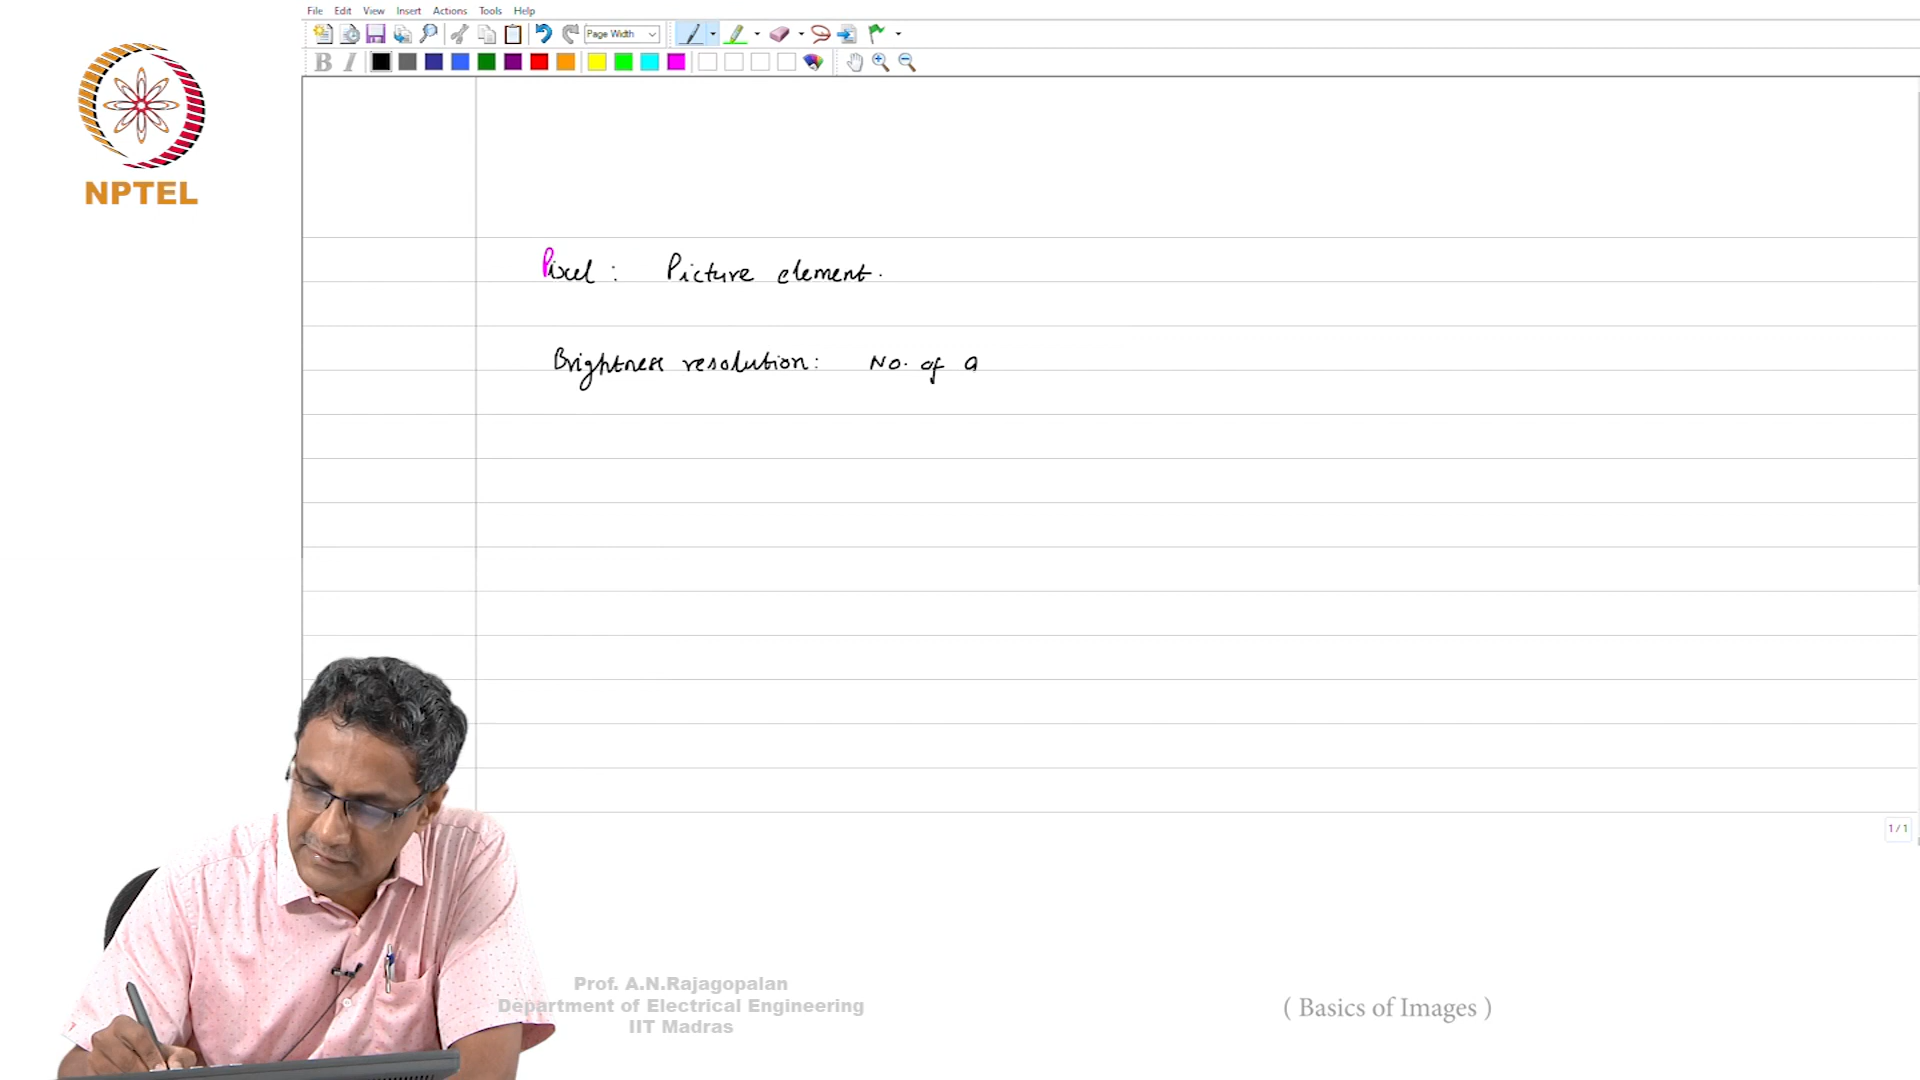 File Edit View Insert Actions Tools Help
Page Width
B I
NPTEL
Pixel: Picture element.
Brightness resolution: No. of a
1 / 1
Prof. A.N.Rajagopalan
Department of Electrical Engineering
IIT Madras
( Basics of Images )